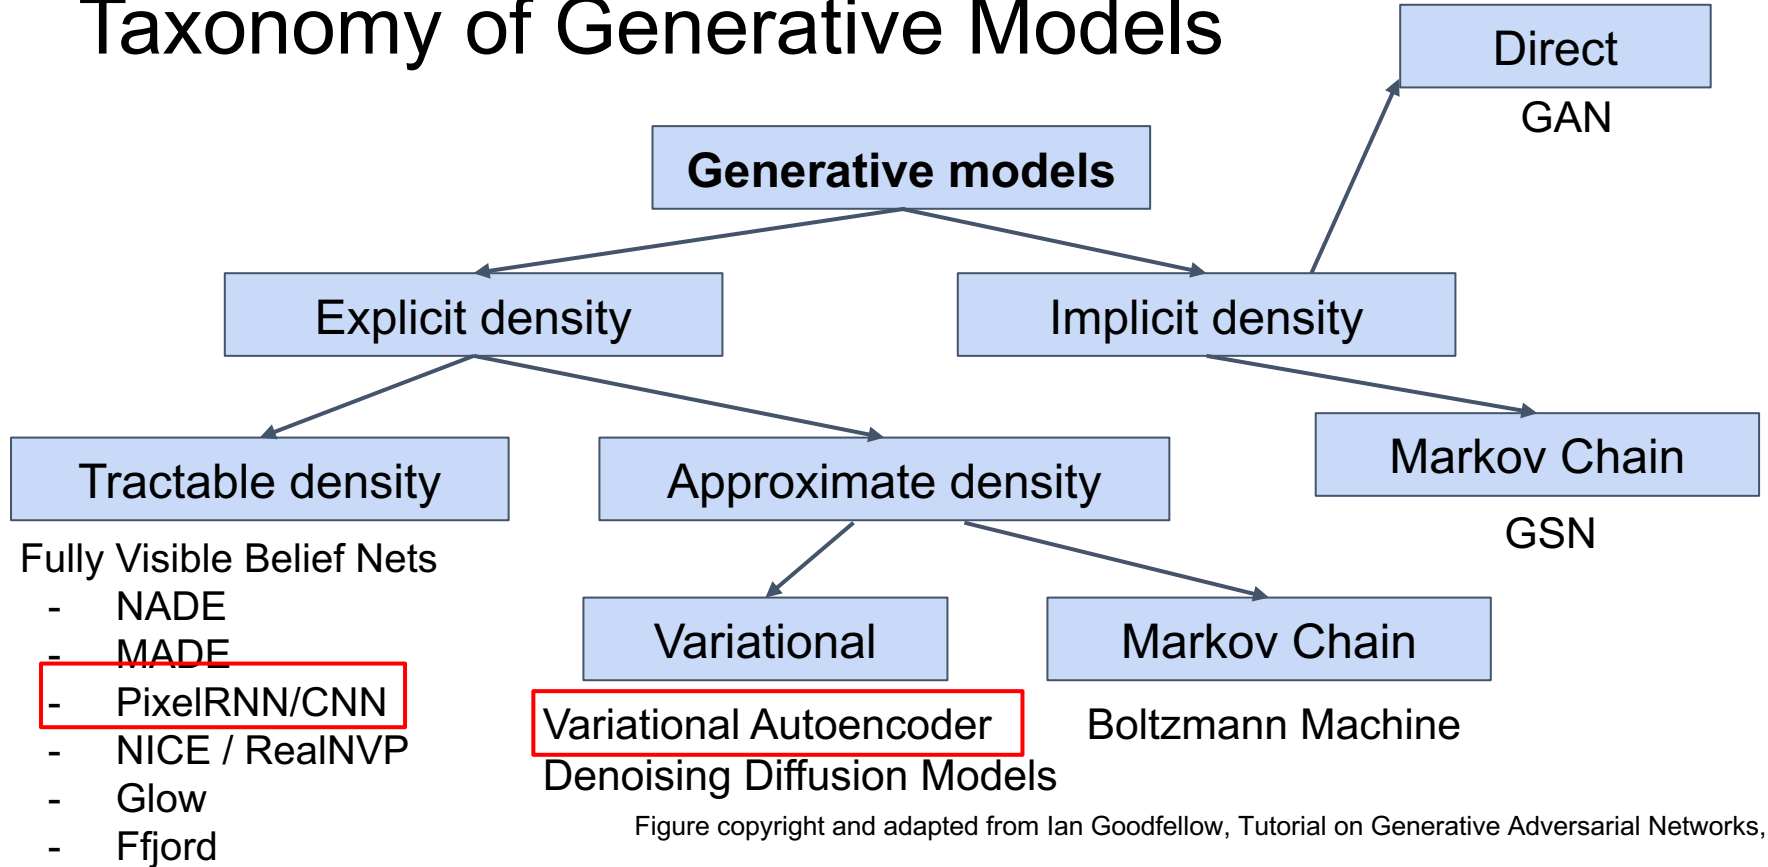 Taxonomy of Generative Models
Direct
GAN
Generative models
Explicit density
Implicit density
Tractable density
Approximate density
Markov Chain
GSN
Fully Visible Belief Nets
- NADE
- MADE
- PixelRNN/CNN
- NICE / RealNVP
- Glow
- Ffjord
Variational
Markov Chain
Variational Autoencoder
Denoising Diffusion Models
Boltzmann Machine
Figure copyright and adapted from Ian Goodfellow, Tutorial on Generative Adversarial Networks,